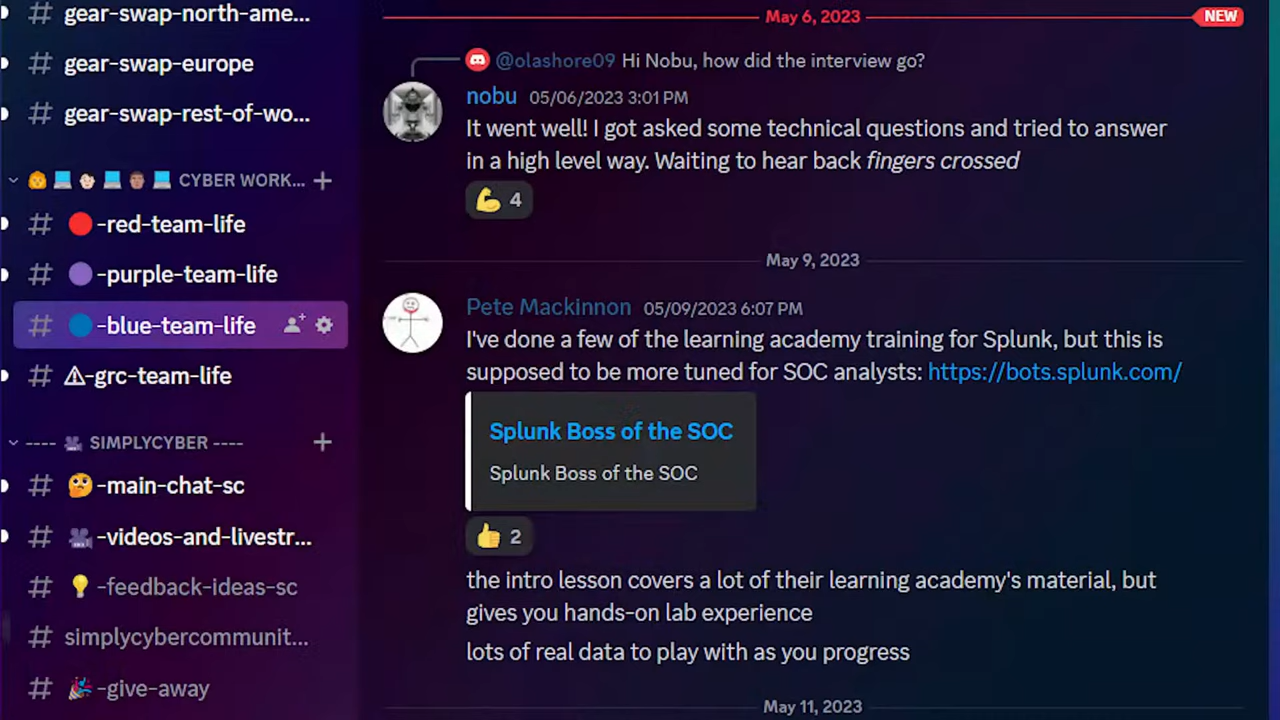 gear-swap-north-ame...
gear-swap-europe
gear-swap-rest-of-wo...
CYBER WORK...
-red-team-life
-purple-team-life
-blue-team-life
-grc-team-life
---- SIMPLYCYBER ----
-main-chat-sc
-videos-and-livestr...
-feedback-ideas-sc
simplycybercommunit...
-give-away
May 6, 2023
NEW
@olashore09 Hi Nobu, how did the interview go?
nobu 05/06/2023 3:01 PM
It went well! I got asked some technical questions and tried to answer
in a high level way. Waiting to hear back fingers crossed
4
May 9, 2023
Pete Mackinnon 05/09/2023 6:07 PM
I've done a few of the learning academy training for Splunk, but this is
supposed to be more tuned for SOC analysts: https://bots.splunk.com/
Splunk Boss of the SOC
Splunk Boss of the SOC
2
the intro lesson covers a lot of their learning academy's material, but
gives you hands-on lab experience
lots of real data to play with as you progress
May 11, 2023